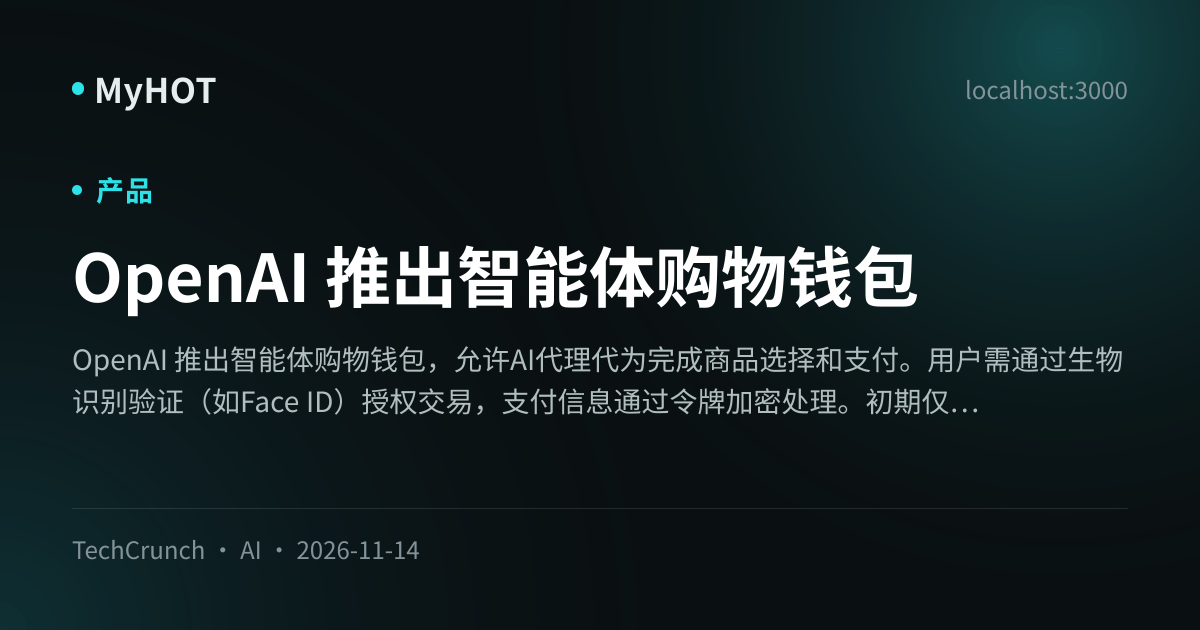 MyHOT
localhost:3000
产品
OpenAI 推出智能体购物钱包
OpenAI 推出智能体购物钱包，允许AI代理代为完成商品选择和支付。用户需通过生物
识别验证（如Face ID）授权交易，支付信息通过令牌加密处理。初期仅…
TechCrunch · AI · 2026-11-14